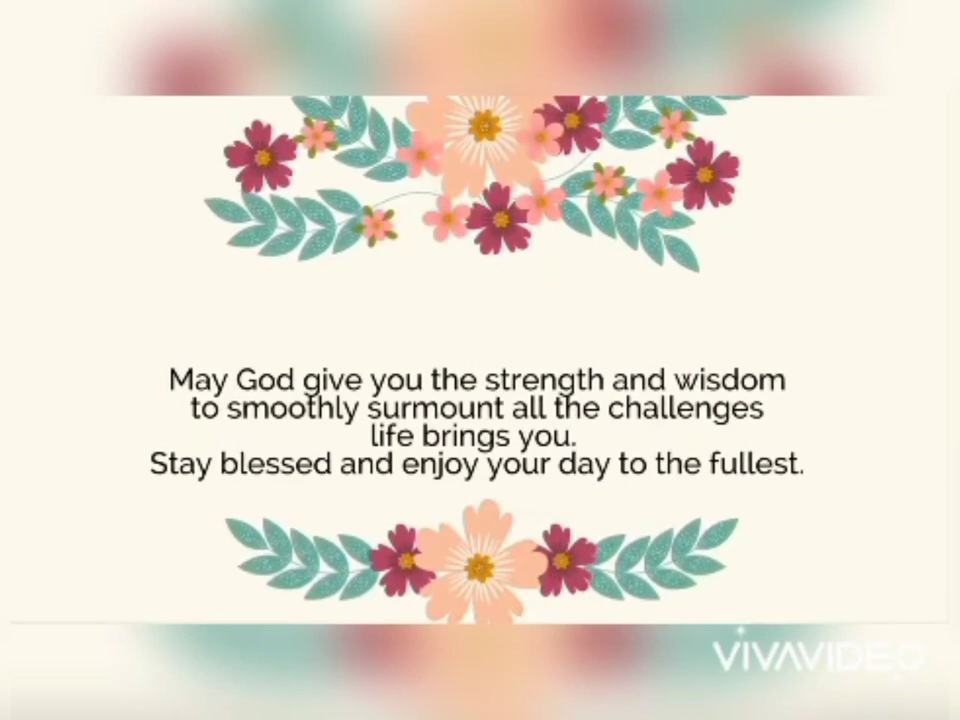 May God give you the strength and wisdom
to smoothly surmount all the challenges
life brings you.
Stay blessed and enjoy your day to the fullest.
VIVAVIDEO